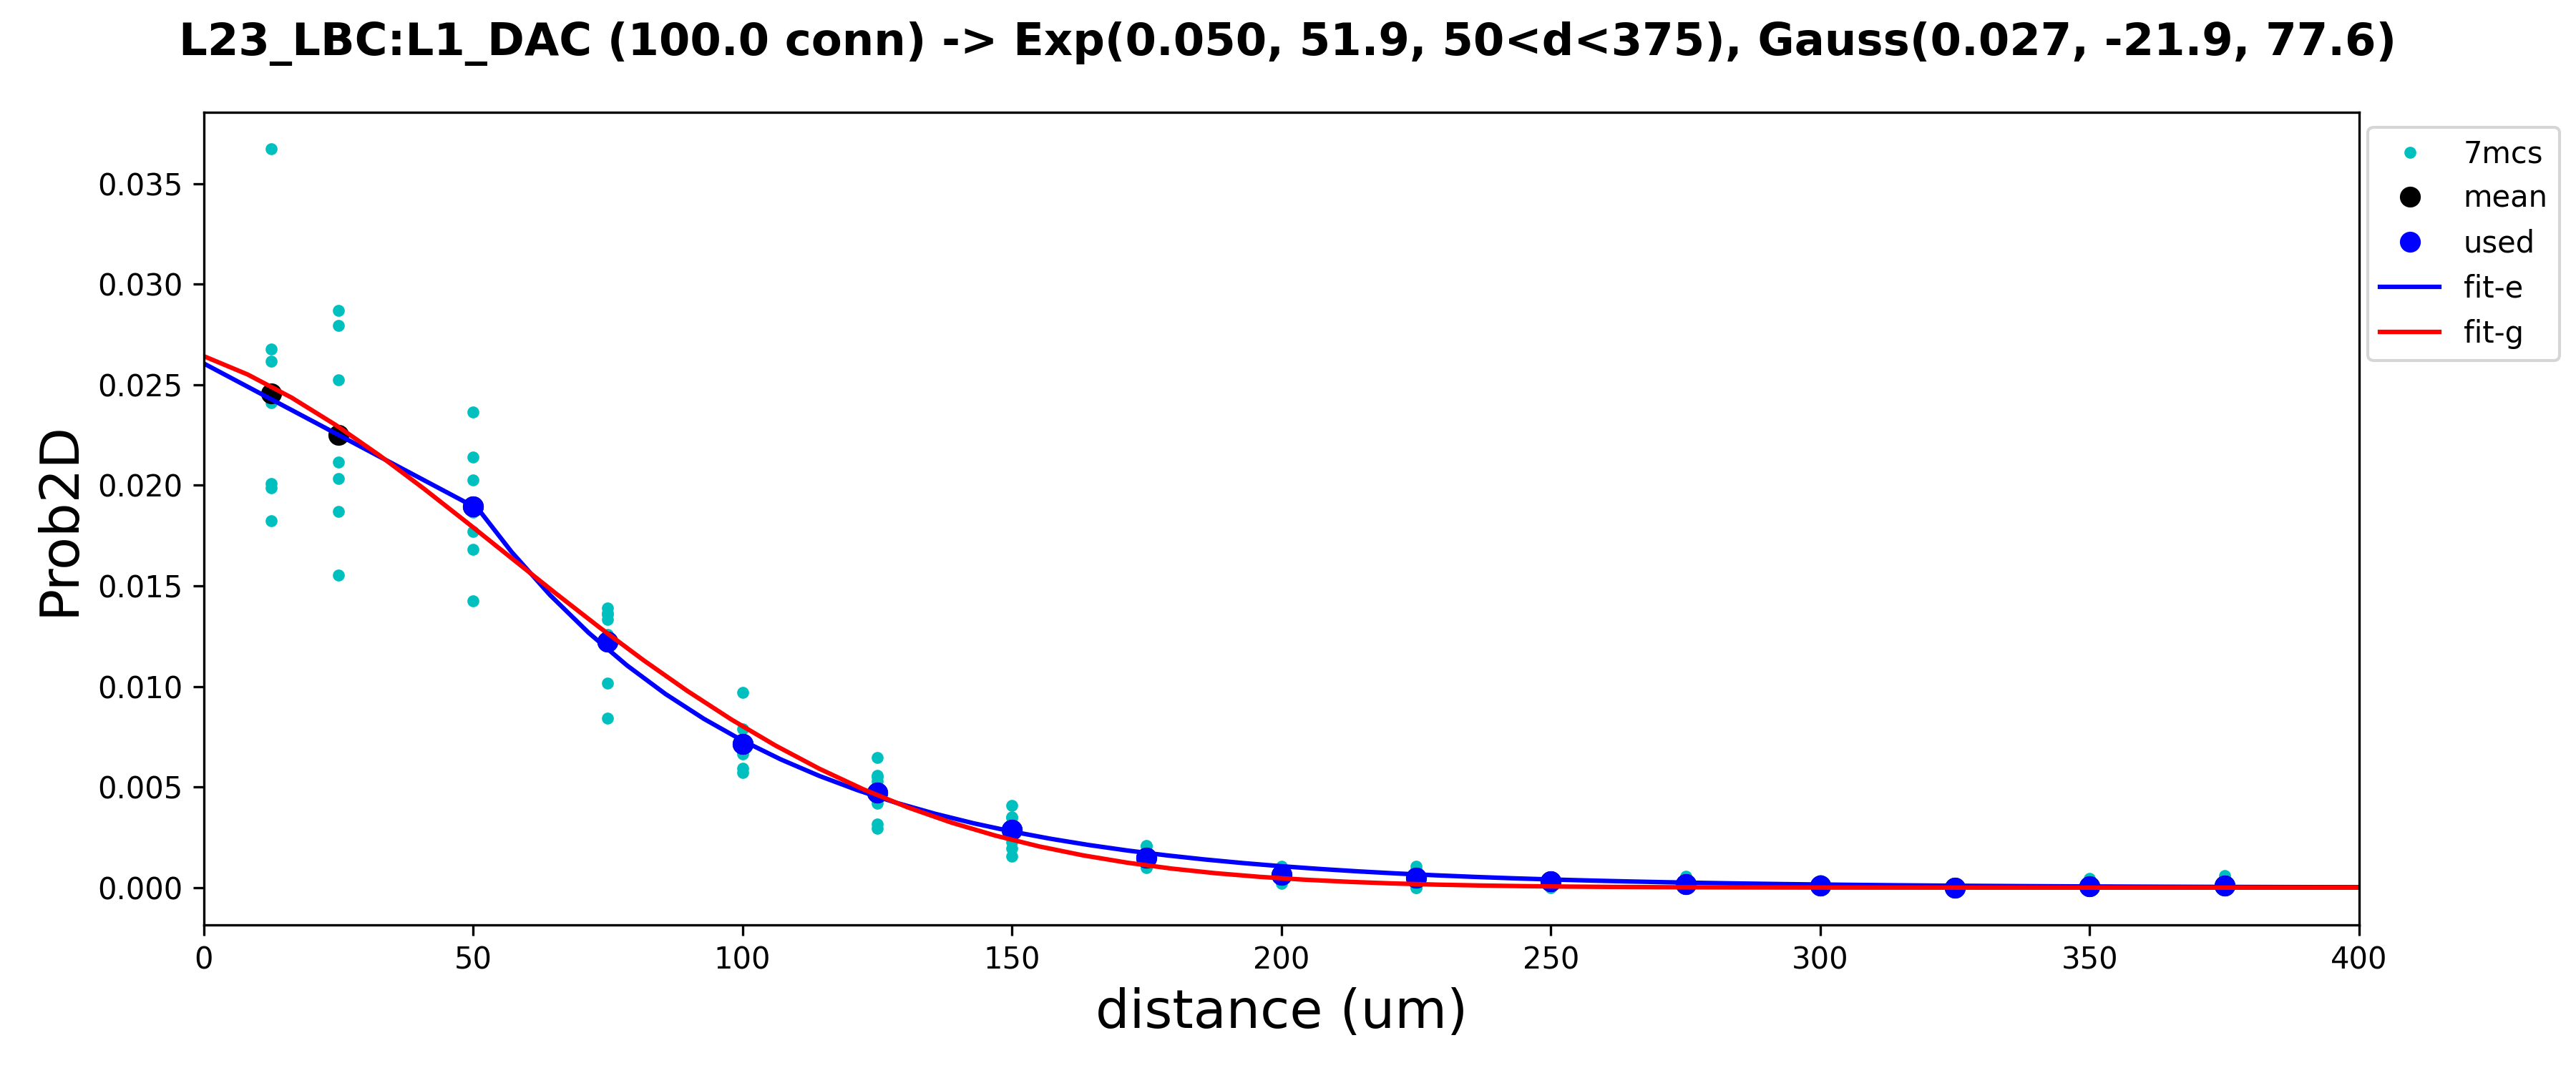 L23_LBC:L1_DAC (100.0 conn) -> Exp(0.050, 51.9, 50<d<375), Gauss(0.027, -21.9, 77.6)
7mcs
mean
used
fit-e
fit-g
Prob2D
0.035
0.030
0.025
0.020
0.015
0.010
0.005
0.000
0 50 100 150 200 250 300 350 400
distance (um)